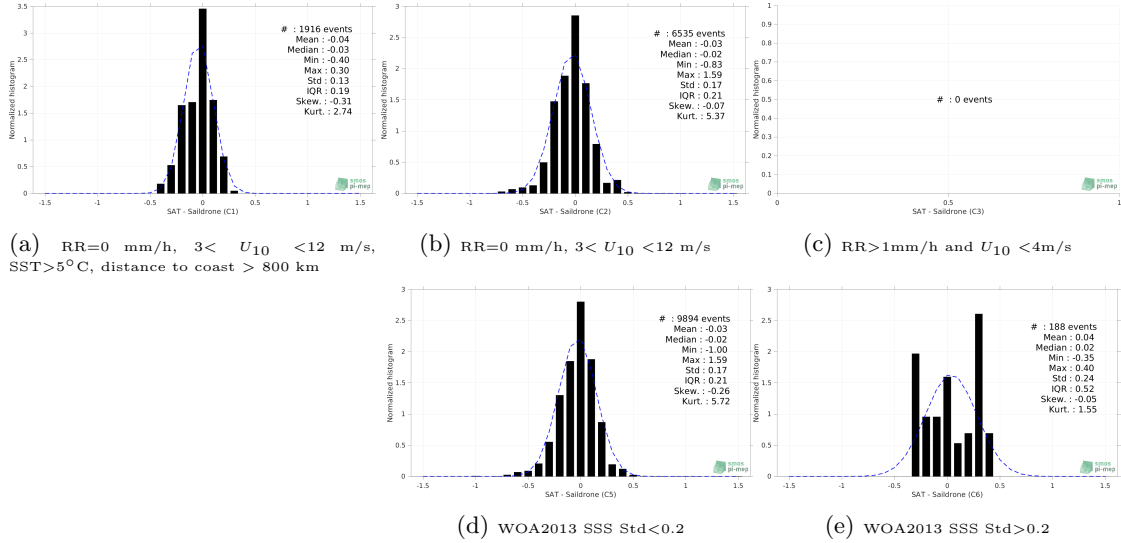 3.5
3
2.5
2
1.5
1
0.5
0
Normalized histogram
# : 1916 events
Mean : -0.04
Median : -0.03
Min : -0.40
Max : 0.30
Std : 0.13
IQR : 0.19
Skew. : -0.31
Kurt. : 2.74
smos
pi-mep
-1.5 -1 -0.5 0 0.5 1 1.5
SAT - Saildrone (C1)
(a) RR=0 mm/h, 3< U10 <12 m/s,
SST>5°C, distance to coast > 800 km
3
2.5
2
1.5
1
0.5
0
Normalized histogram
# : 6535 events
Mean : -0.03
Median : -0.02
Min : -0.83
Max : 1.59
Std : 0.17
IQR : 0.21
Skew. : -0.07
Kurt. : 5.37
smos
pi-mep
-1.5 -1 -0.5 0 0.5 1 1.5
SAT - Saildrone (C2)
(b) RR=0 mm/h, 3< U10 <12 m/s
1
0.9
0.8
0.7
0.6
0.5
0.4
0.3
0.2
0.1
0
Normalized histogram
# : 0 events
smos
pi-mep
0 0.5 1
SAT - Saildrone (C3)
(c) RR>1mm/h and U10 <4m/s
3
2.5
2
1.5
1
0.5
0
Normalized histogram
# : 9894 events
Mean : -0.03
Median : -0.02
Min : -1.00
Max : 1.59
Std : 0.17
IQR : 0.21
Skew. : -0.26
Kurt. : 5.72
smos
pi-mep
-1.5 -1 -0.5 0 0.5 1 1.5
SAT - Saildrone (C5)
(d) WOA2013 SSS Std<0.2
3
2.5
2
1.5
1
0.5
0
Normalized histogram
# : 188 events
Mean : 0.04
Median : 0.02
Min : -0.35
Max : 0.40
Std : 0.24
IQR : 0.52
Skew. : -0.05
Kurt. : 1.55
smos
pi-mep
-1.5 -1 -0.5 0 0.5 1 1.5
SAT - Saildrone (C6)
(e) WOA2013 SSS Std>0.2